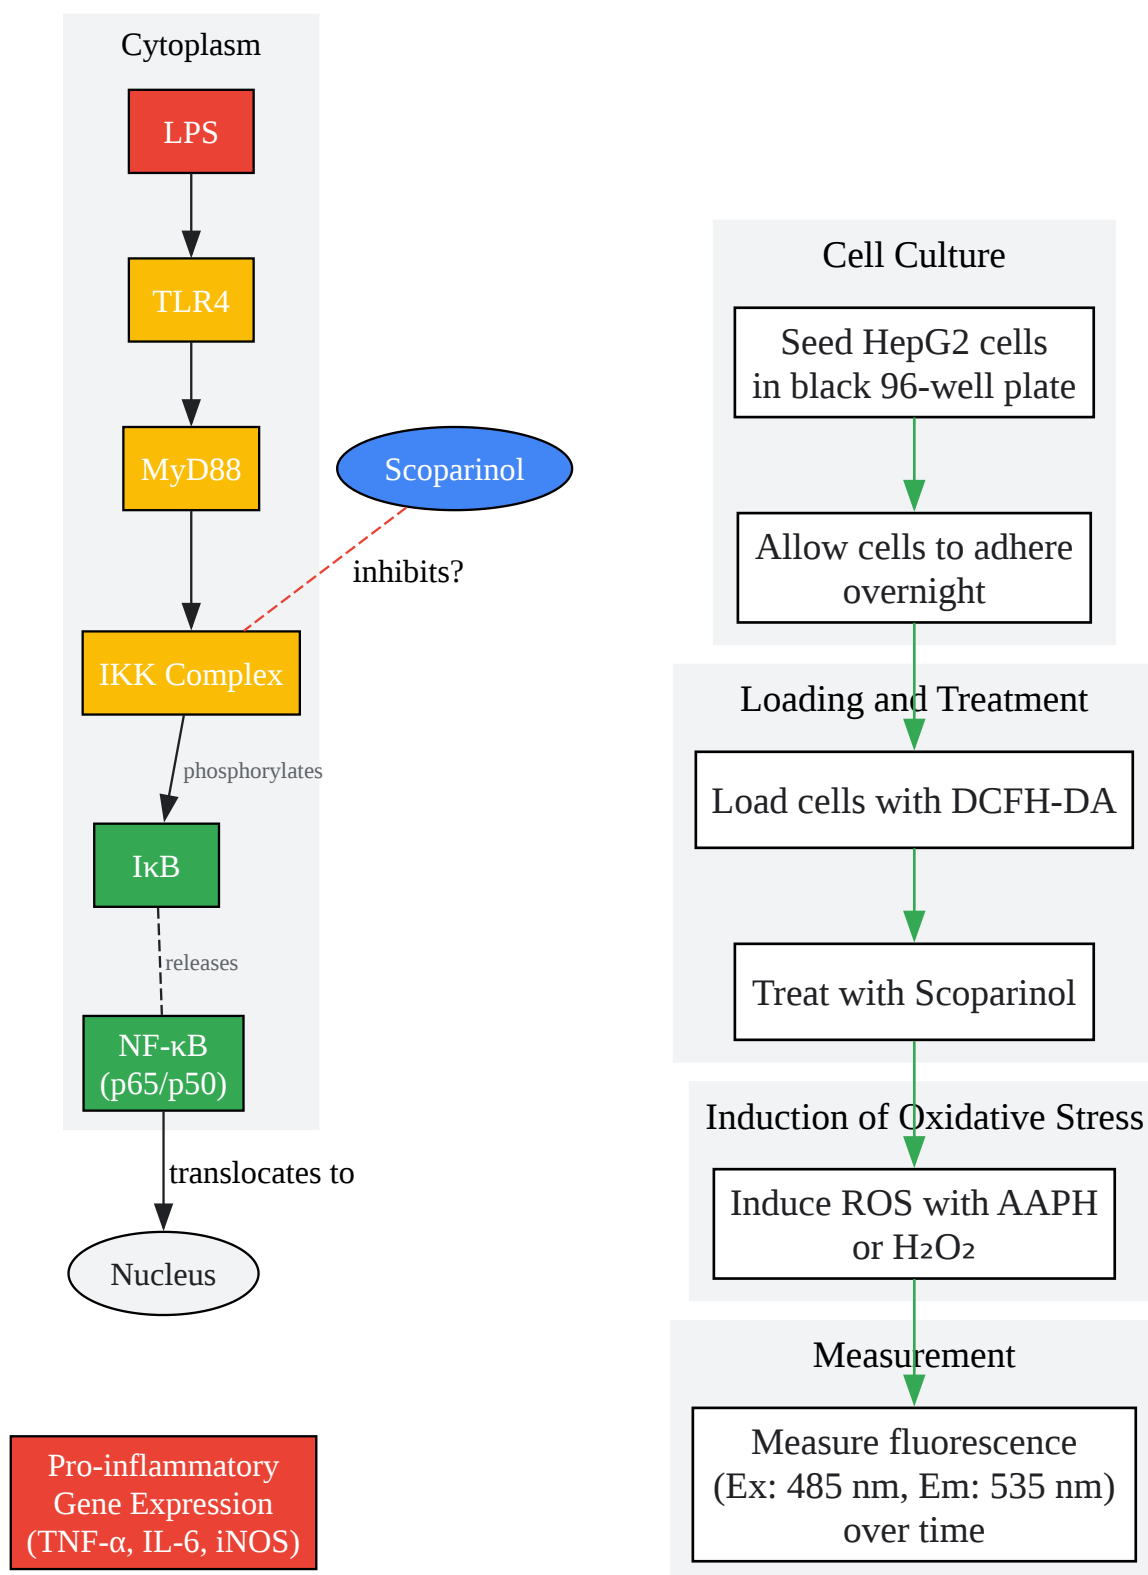 Cytoplasm
LPS
TLR4
MyD88
Scoparinol
inhibits?
IKK Complex
phosphorylates
IκB
releases
NF-κB
(p65/p50)
translocates to
Nucleus
Pro-inflammatory
Gene Expression
(TNF-α, IL-6, iNOS)
Cell Culture
Seed HepG2 cells
in black 96-well plate
Allow cells to adhere
overnight
Loading and Treatment
Load cells with DCFH-DA
Treat with Scoparinol
Induction of Oxidative Stress
Induce ROS with AAPH
or H₂O₂
Measurement
Measure fluorescence
(Ex: 485 nm, Em: 535 nm)
over time